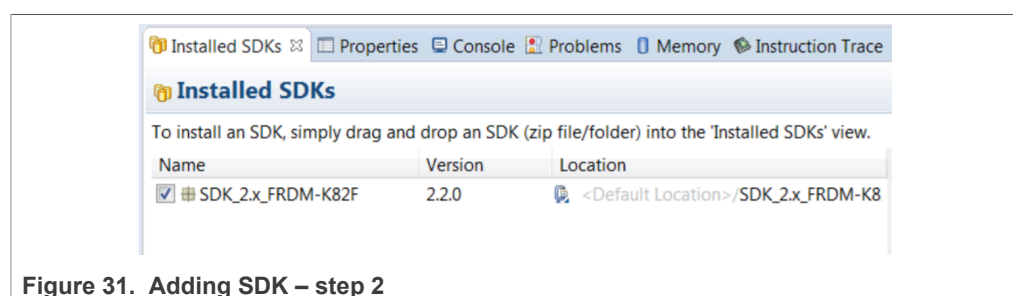 Installed SDKs Properties Console Problems Memory Instruction Trace
Installed SDKs
To install an SDK, simply drag and drop an SDK (zip file/folder) into the 'Installed SDKs' view.
Name Version Location
SDK_2.x_FRDM-K82F 2.2.0 <Default Location>/SDK_2.x_FRDM-K8
Figure 31. Adding SDK – step 2